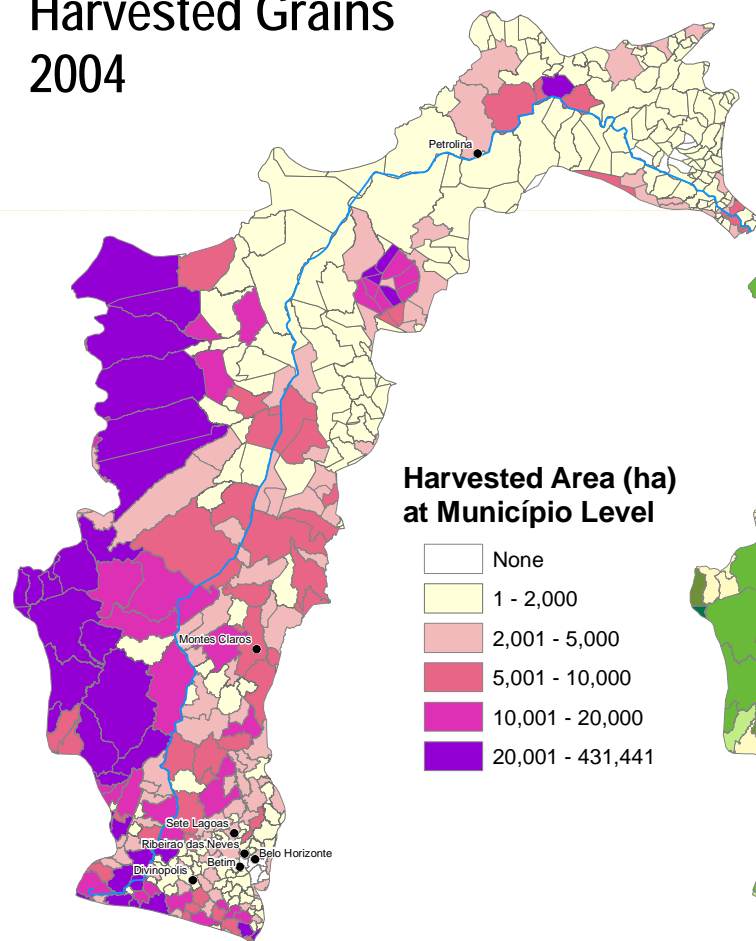 Harvested Grains
2004
Petrolina
Harvested Area (ha)
at Município Level
None
1 - 2,000
2,001 - 5,000
5,001 - 10,000
10,001 - 20,000
20,001 - 431,441
Montes Claros
Sete Lagoas
Ribeirao das Neves
Belo Horizonte
Betim
Divinopolis